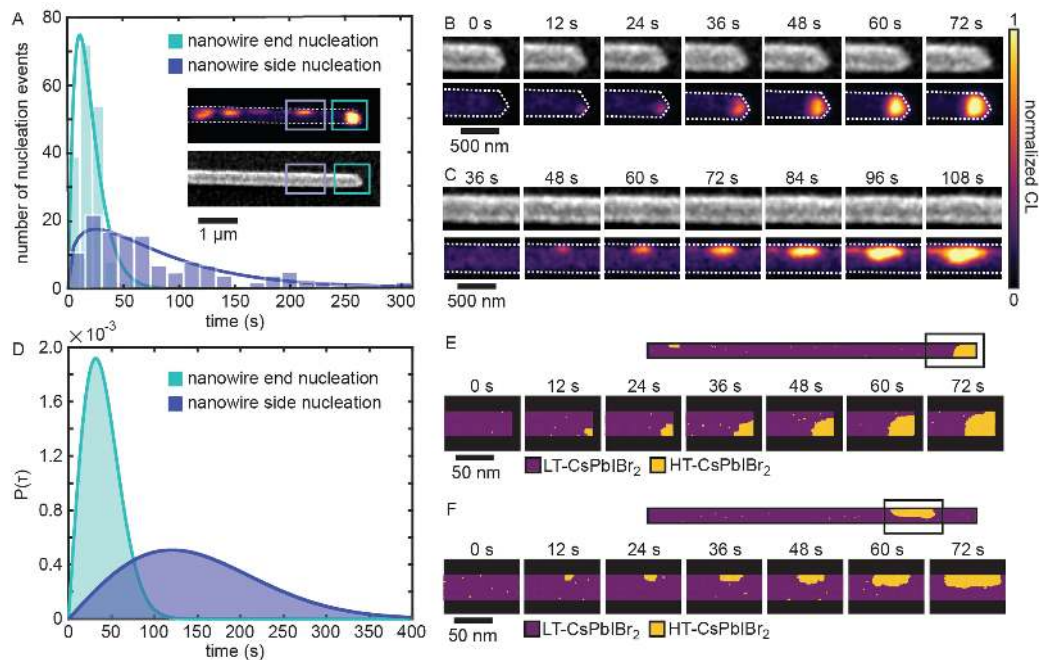 A
number of nucleation events
80
60
40
20
0
0 50 100 150 200 250 300
time (s)
nanowire end nucleation
nanowire side nucleation
1 µm
B
0 s 12 s 24 s 36 s 48 s 60 s 72 s
500 nm
C
36 s 48 s 60 s 72 s 84 s 96 s 108 s
500 nm
1
normalized CL
0
D
×10⁻³
P(τ)
2.0
1.6
1.2
0.8
0.4
0
0 50 100 150 200 250 300 350 400
time (s)
nanowire end nucleation
nanowire side nucleation
E
0 s 12 s 24 s 36 s 48 s 60 s 72 s
50 nm
LT-CsPbIBr₂ HT-CsPbIBr₂
F
0 s 12 s 24 s 36 s 48 s 60 s 72 s
50 nm
LT-CsPbIBr₂ HT-CsPbIBr₂